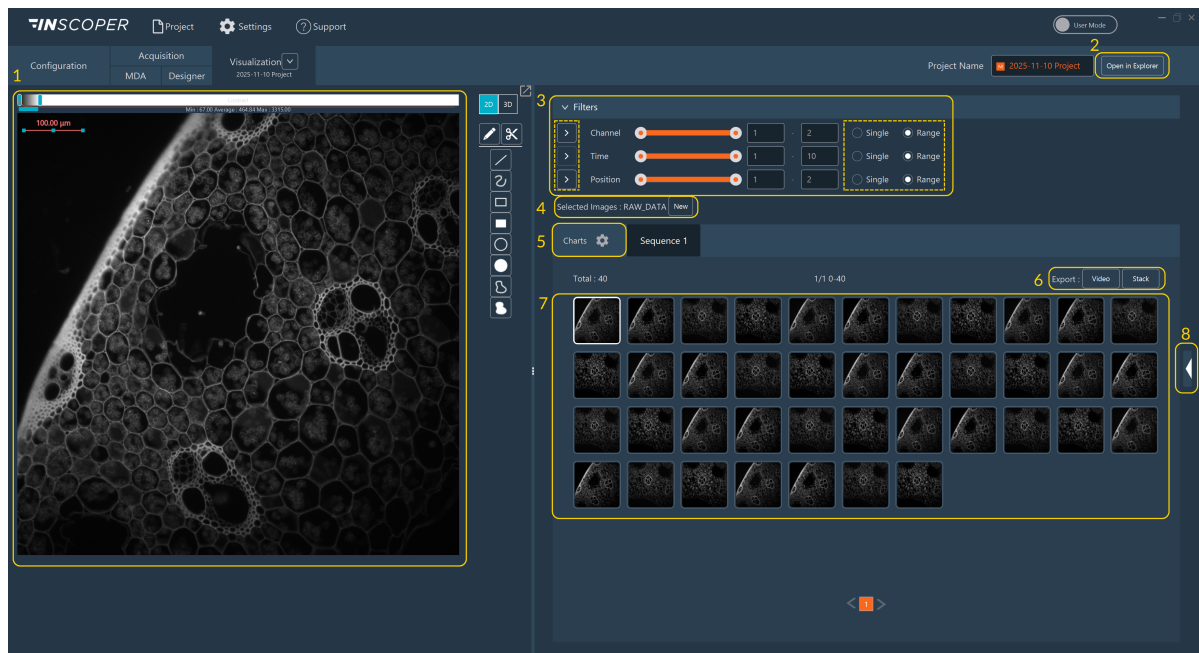 INSCOPER
Project
Settings
Support
User Mode
Configuration
Acquisition
MDA
Designer
Visualization
2025-11-10 Project
Project Name
2025-11-10 Project
2
Open in Explorer
1
Min : 67.00 Average : 464.84 Max : 3315.00
100.00 µm
2D
3D
3
Filters
Channel
1
-
2
Single
Range
Time
1
-
10
Single
Range
Position
1
-
2
Single
Range
4
Selected Images : RAW_DATA
New
5
Charts
Sequence 1
Total : 40
1/1 0-40
6
Export :
Video
Stack
7
8
1